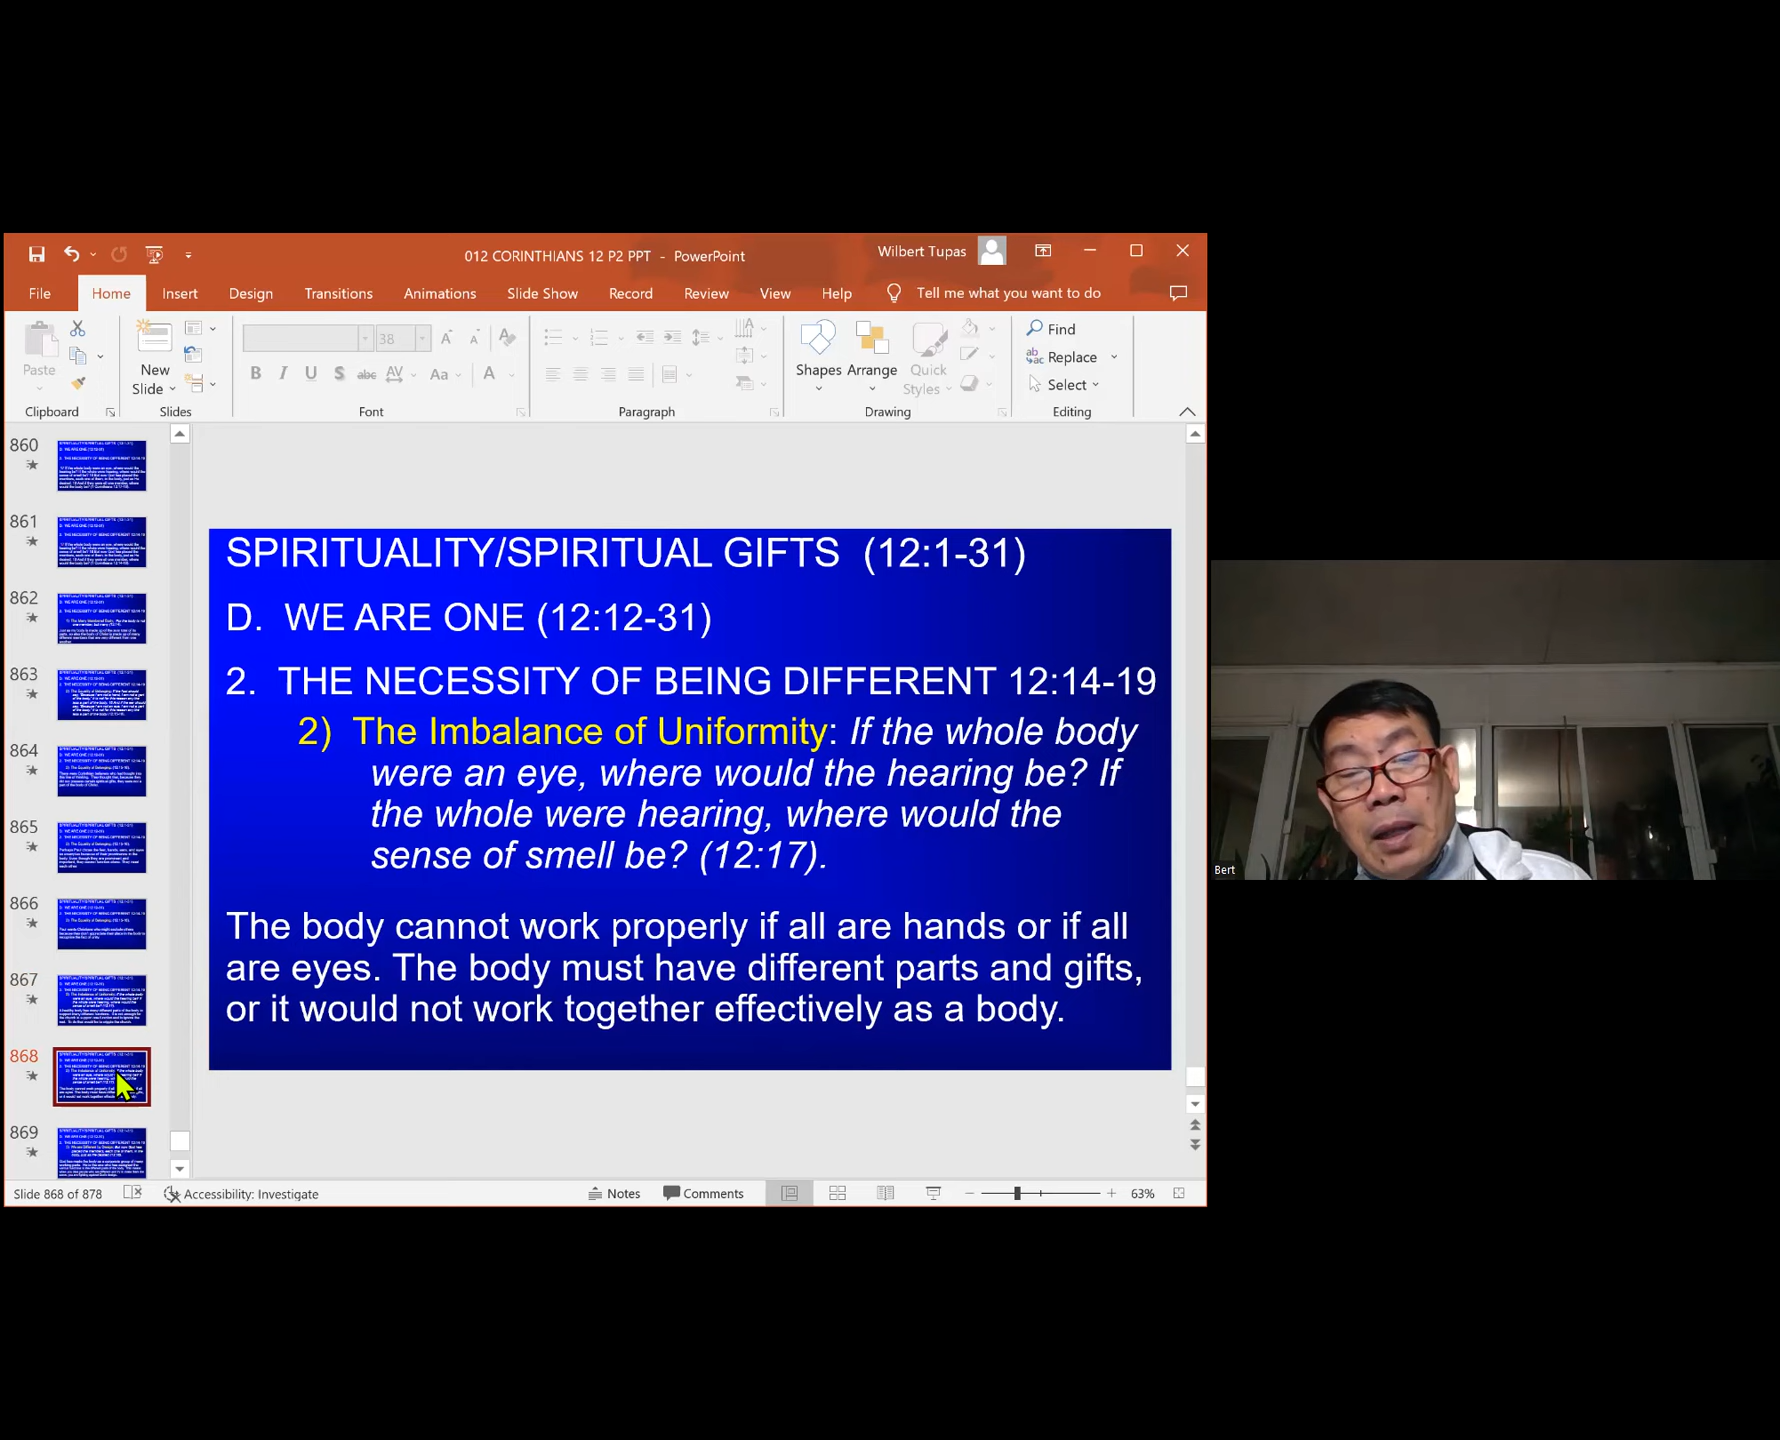 012 CORINTHIANS 12 P2 PPT - PowerPoint
Wilbert Tupas
File Home Insert Design Transitions Animations Slide Show Record Review View Help Tell me what you want to do
Paste
Clipboard
New
Slide
Slides
38
B I U S abc AV Aa A
Font
Paragraph
Shapes
Arrange
Quick
Styles
Drawing
Find
Replace
Select
Editing
860
861
862
863
864
865
866
867
868
869
SPIRITUALITY/SPIRITUAL GIFTS (12:1-31)
D. WE ARE ONE (12:12-31)
2. THE NECESSITY OF BEING DIFFERENT 12:14-19
2) The Imbalance of Uniformity: If the whole body
were an eye, where would the hearing be? If
the whole were hearing, where would the
sense of smell be? (12:17).
The body cannot work properly if all are hands or if all
are eyes. The body must have different parts and gifts,
or it would not work together effectively as a body.
Bert
Slide 868 of 878
Accessibility: Investigate
Notes
Comments
63%